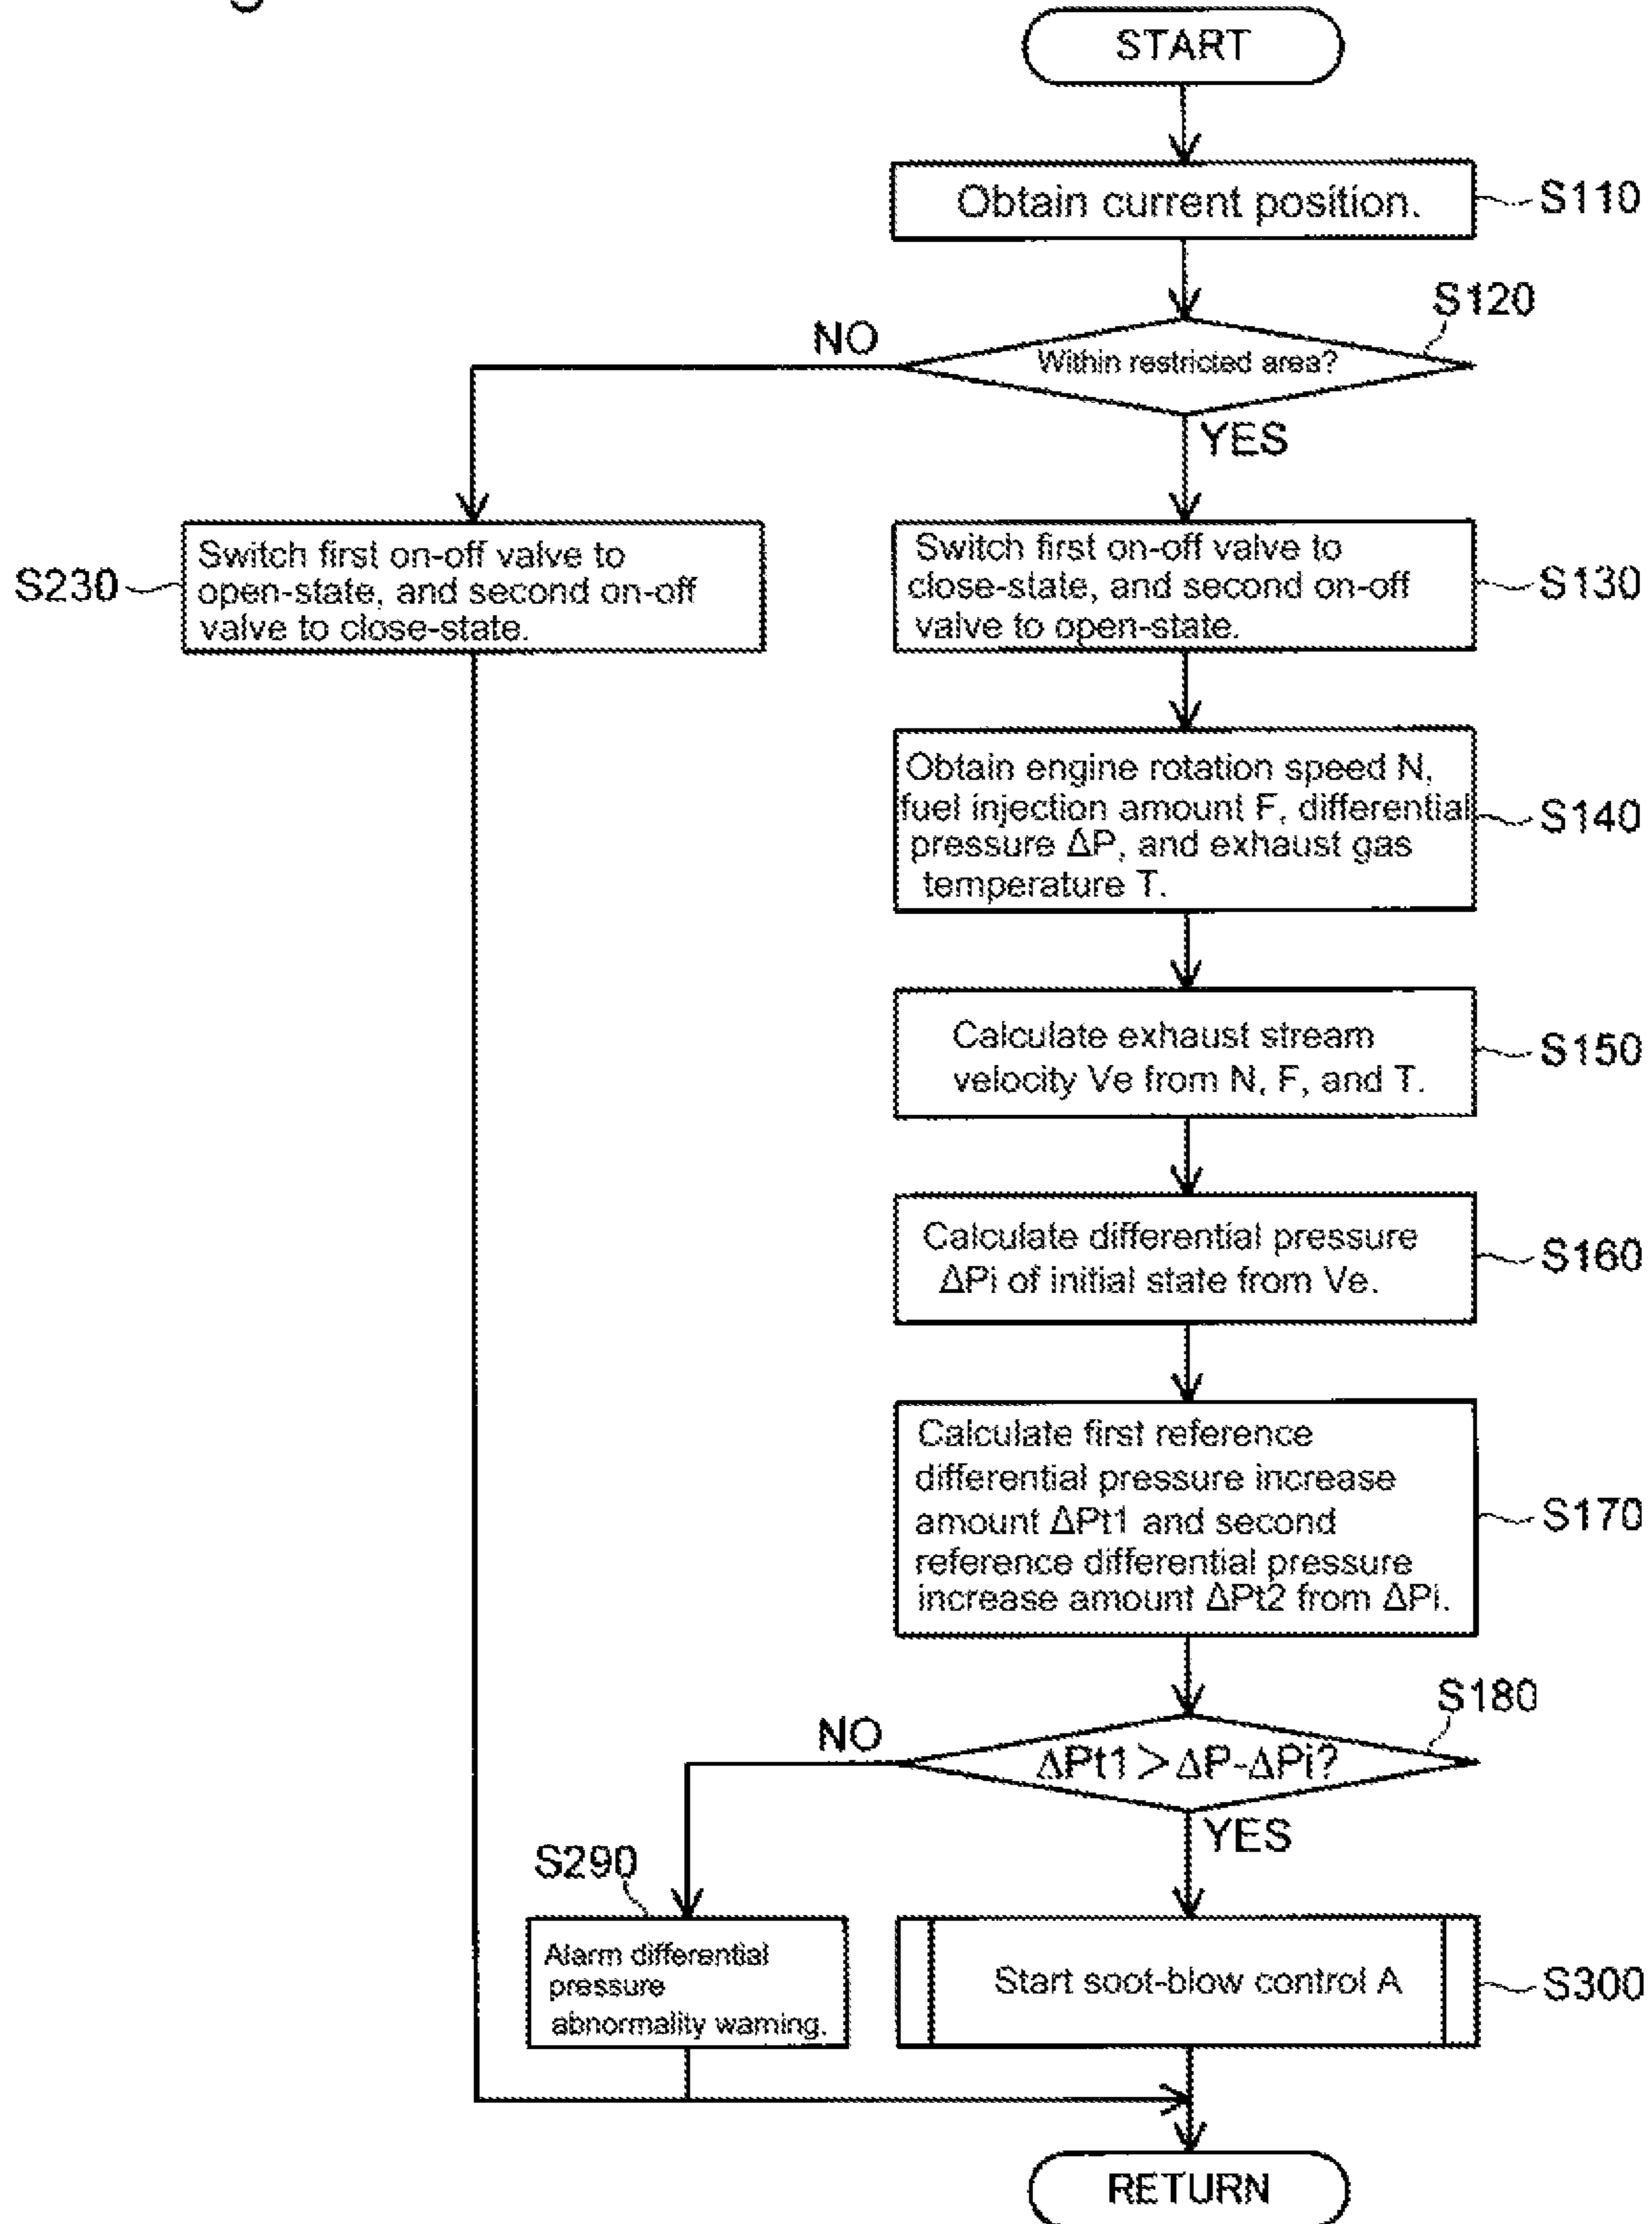 START
Obtain current position.
S110
S120
NO
Within restricted area?
YES
S230
Switch first on-off valve to
open-state, and second on-off
valve to close-state.
Switch first on-off valve to
close-state, and second on-off
valve to open-state.
S130
Obtain engine rotation speed N,
fuel injection amount F, differential
pressure ΔP, and exhaust gas
temperature T.
S140
Calculate exhaust stream
velocity Ve from N, F, and T.
S150
Calculate differential pressure
ΔPi of initial state from Ve.
S160
Calculate first reference
differential pressure increase
amount ΔPt1 and second
reference differential pressure
increase amount ΔPt2 from ΔPi.
S170
S180
NO
ΔPt1>ΔP-ΔPi?
YES
S290
Alarm differential
pressure
abnormality warning.
Start soot-blow control A
S300
RETURN